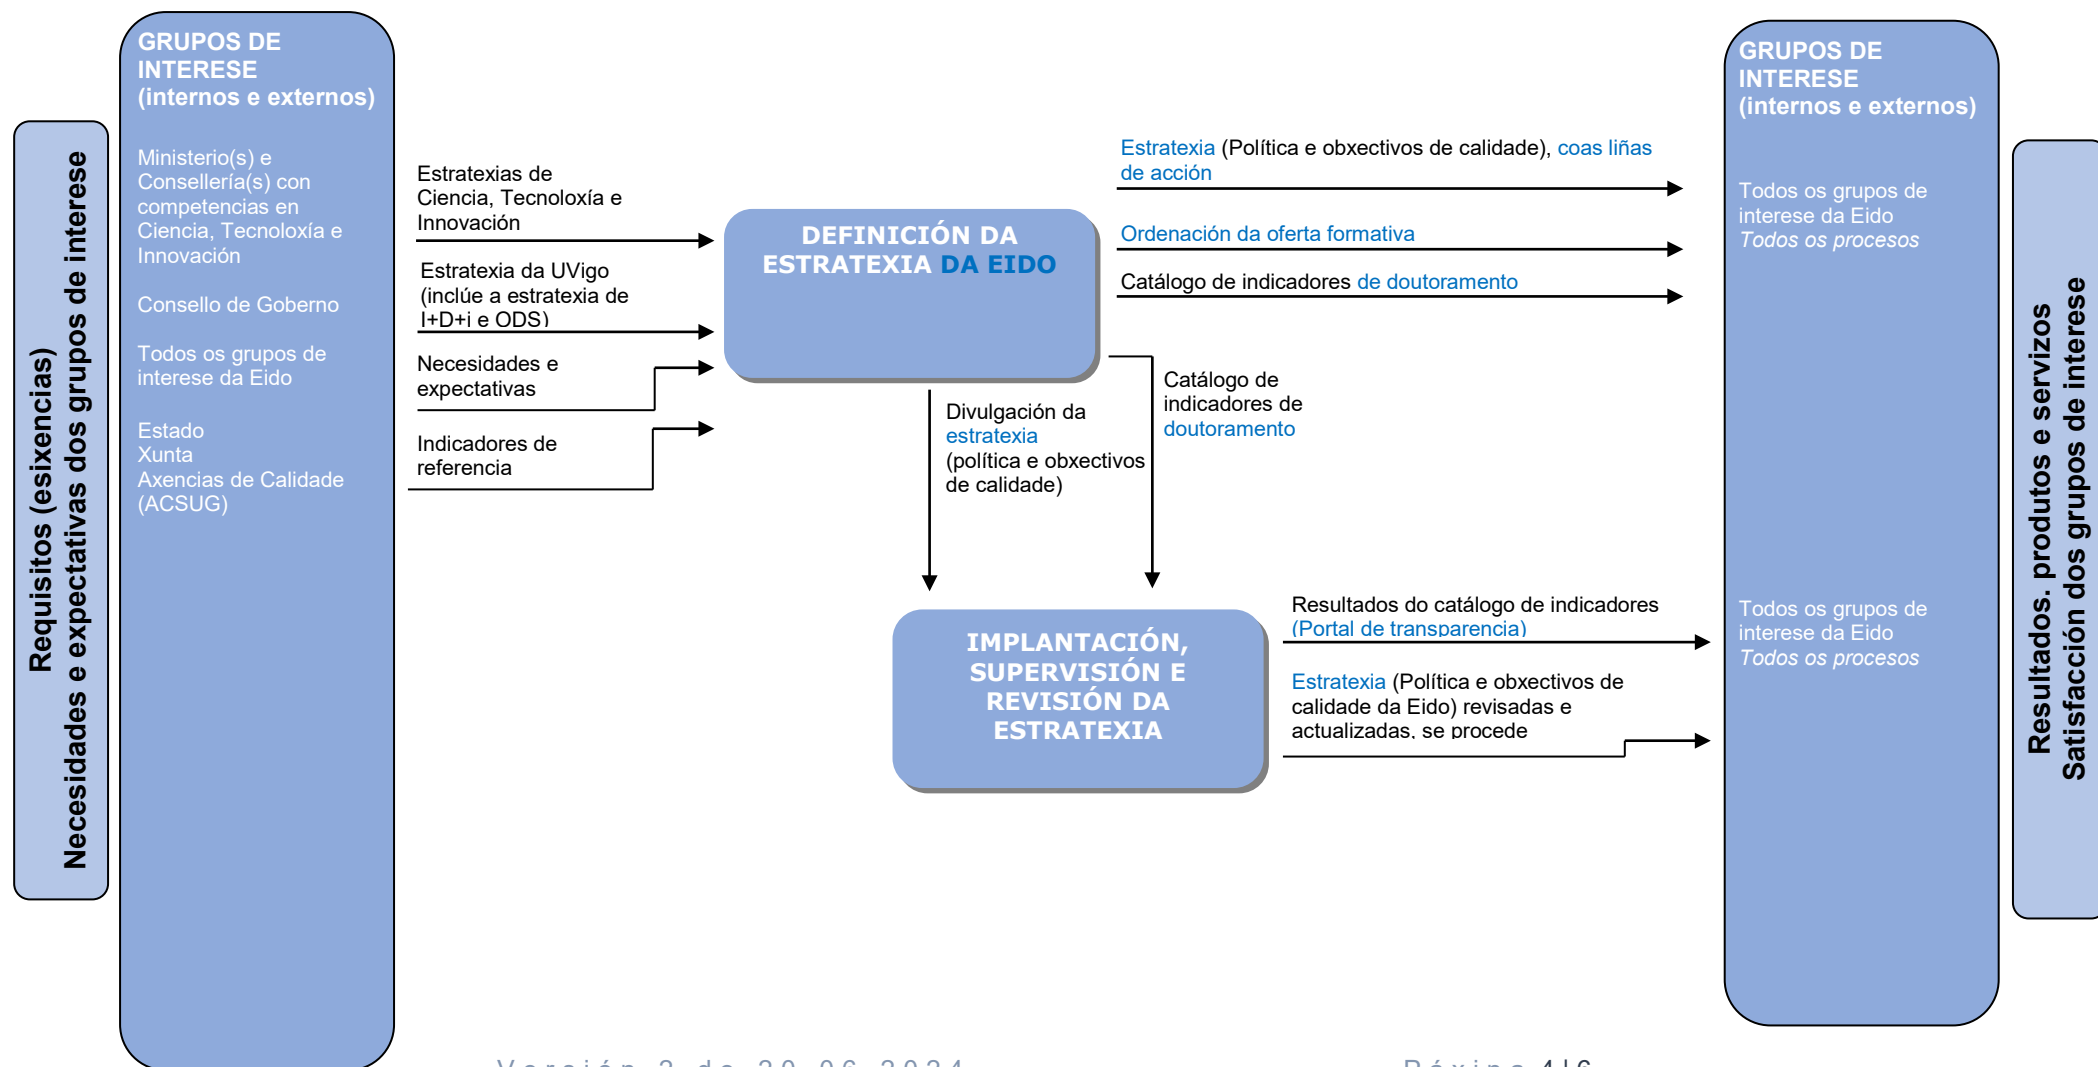 Requisitos (esixencias)
Necesidades e expectativas dos grupos de interese
GRUPOS DE
INTERESE
(internos e externos)
Ministerio(s) e
Consellería(s) con
competencias en
Ciencia, Tecnoloxía e
Innovación
Consello de Goberno
Todos os grupos de
interese da Eido
Estado
Xunta
Axencias de Calidade
(ACSUG)
Estratexias de
Ciencia, Tecnoloxía e
Innovación
Estratexia da UVigo
(inclúe a estratexia de
I+D+i e ODS)
Necesidades e
expectativas
Indicadores de
referencia
DEFINICIÓN DA
ESTRATEXIA DA EIDO
Estratexia (Política e obxectivos de calidade), coas liñas
de acción
Ordenación da oferta formativa
Catálogo de indicadores de doutoramento
Divulgación da
estratexia
(política e obxectivos
de calidade)
Catálogo de
indicadores de
doutoramento
IMPLANTACIÓN,
SUPERVISIÓN E
REVISIÓN DA
ESTRATEXIA
Resultados do catálogo de indicadores
(Portal de transparencia)
Estratexia (Política e obxectivos de
calidade da Eido) revisadas e
actualizadas, se procede
GRUPOS DE
INTERESE
(internos e externos)
Todos os grupos de
interese da Eido
Todos os procesos
Todos os grupos de
interese da Eido
Todos os procesos
Resultados. produtos e servizos
Satisfacción dos grupos de interese
Páxina 4|6